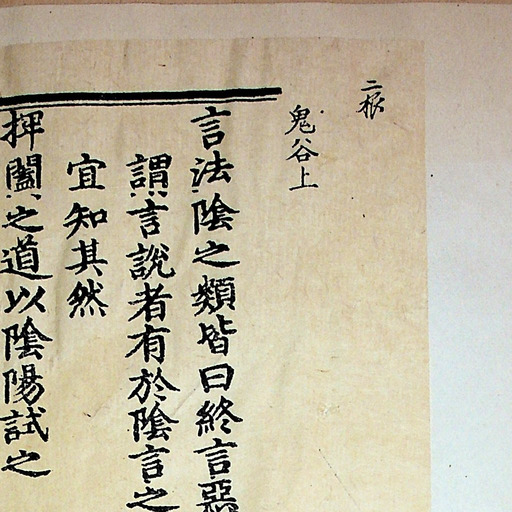 二根
鬼谷上
言法陰之類皆曰終言惡
謂言說者有於陰言之
宜知其然
捭闔之道以陰陽試之